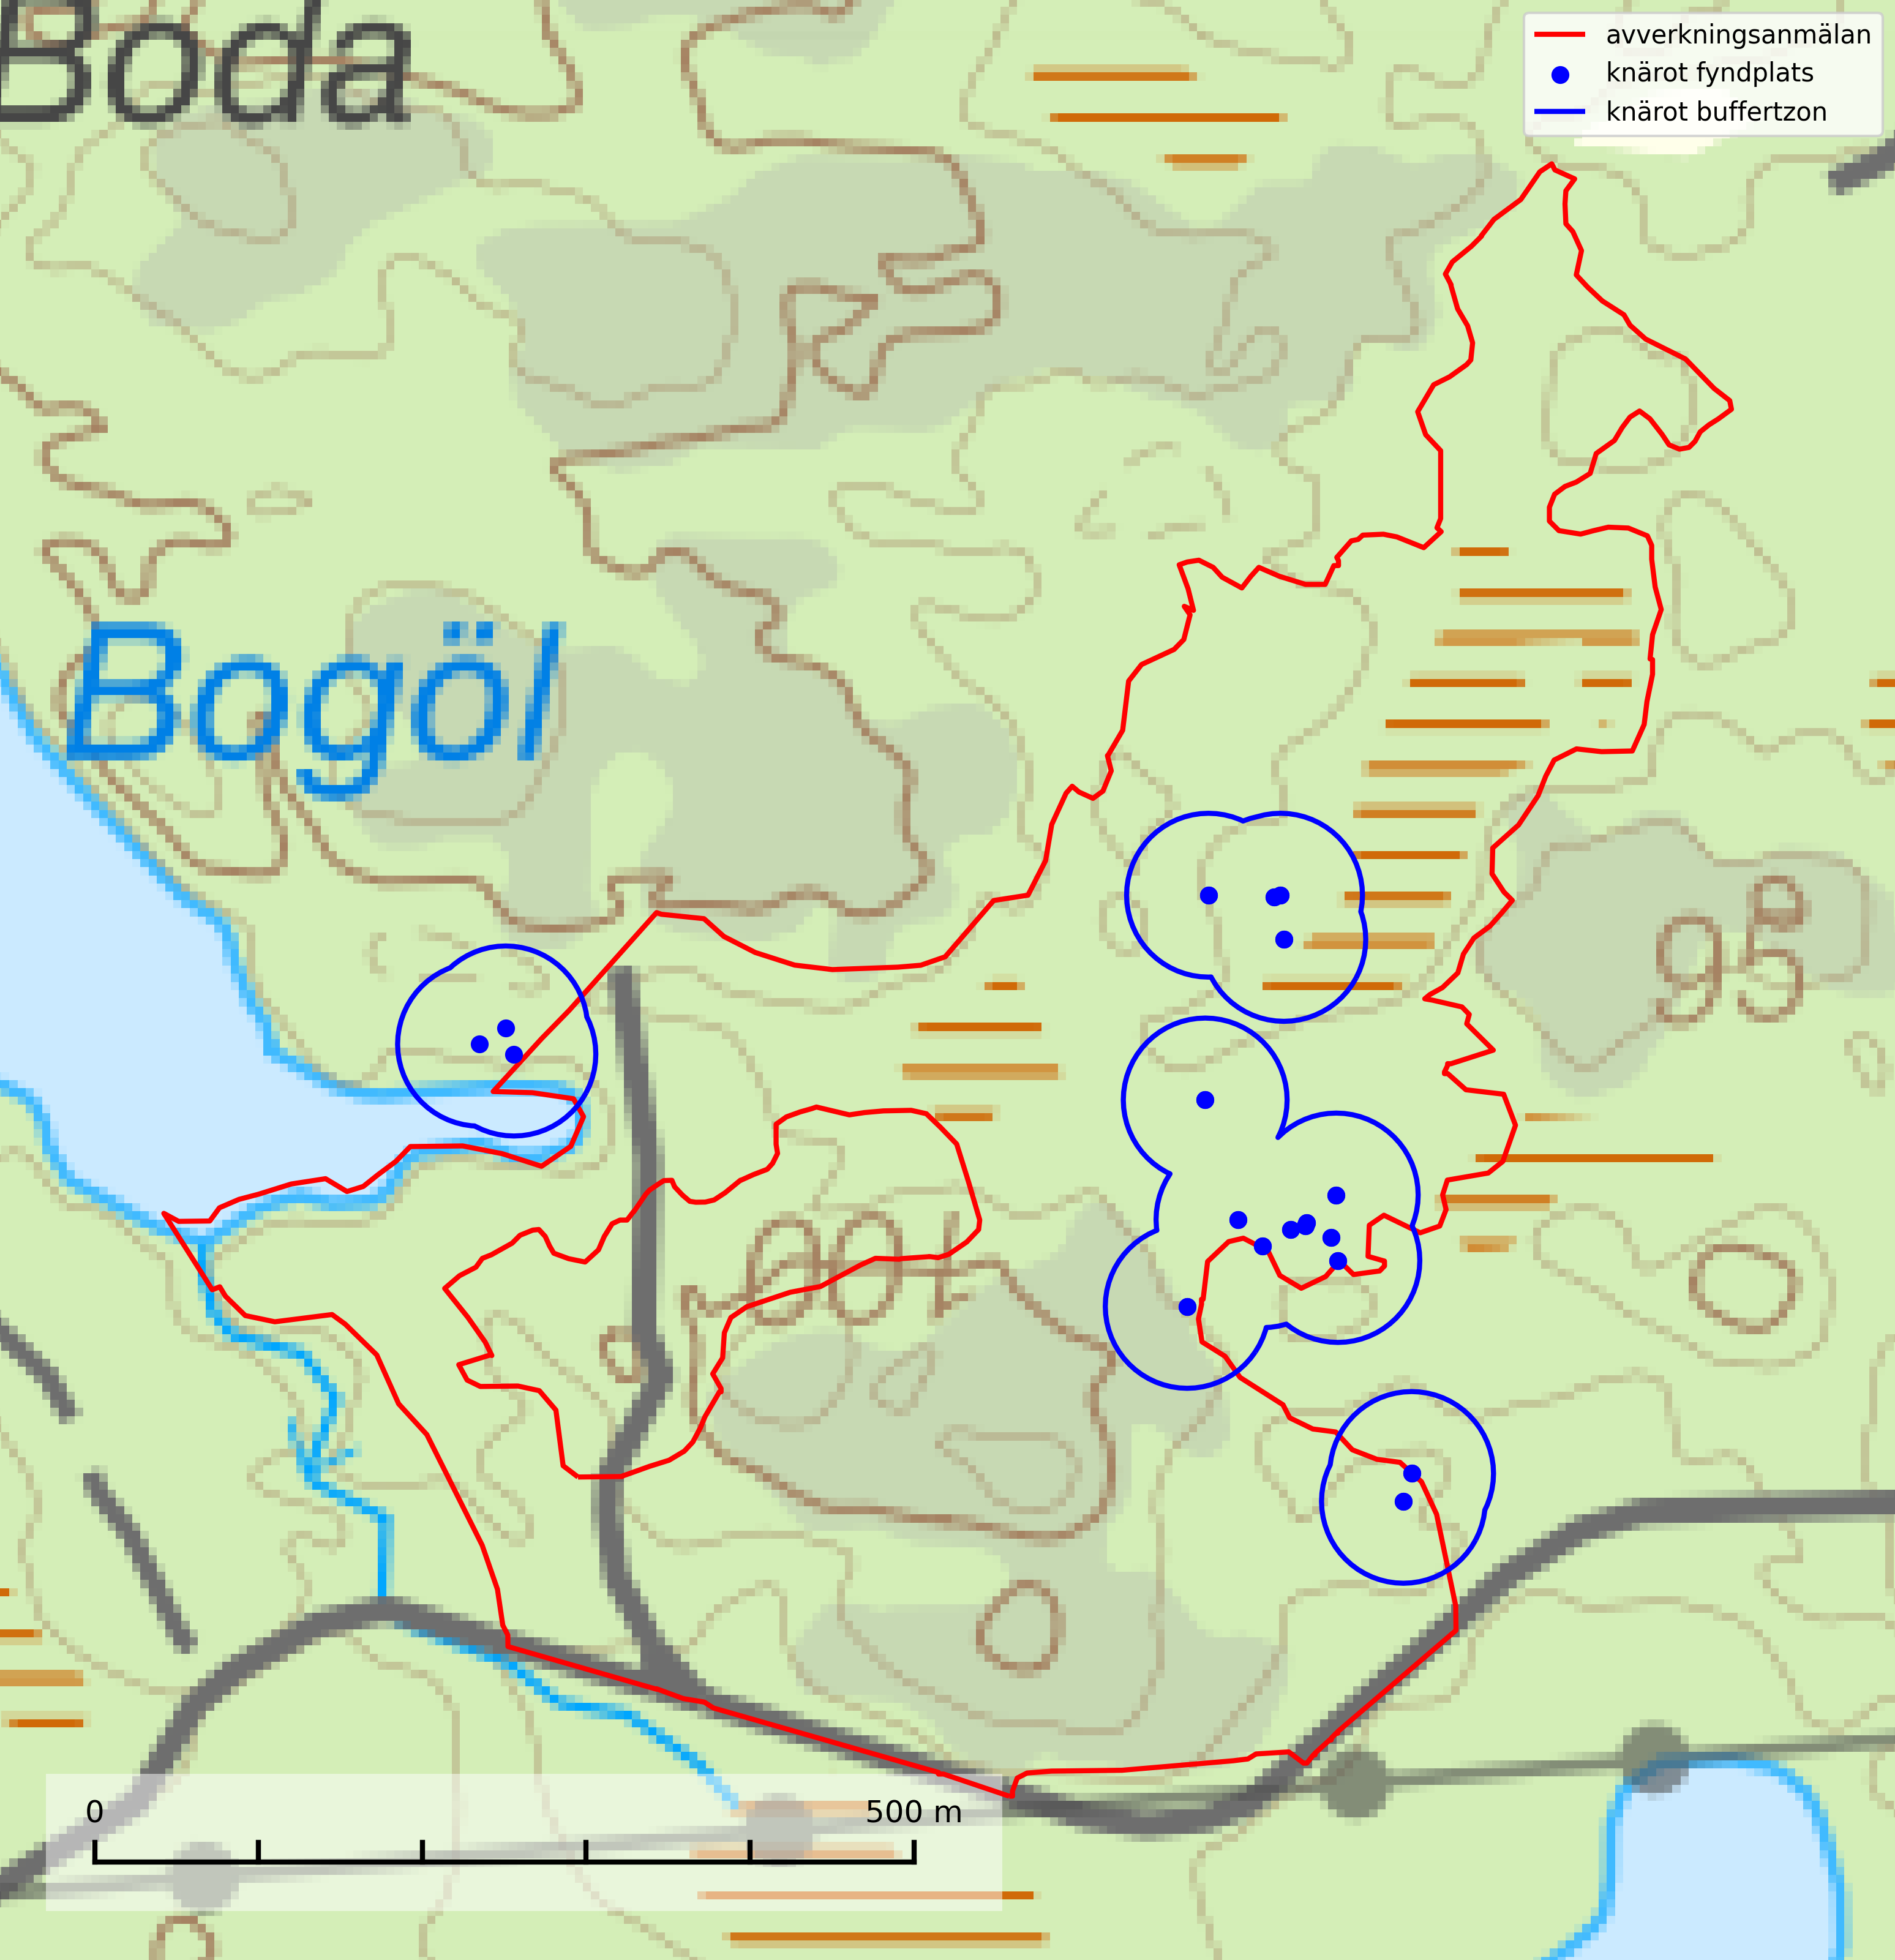 Boda
avverkningsanmälan
knärot fyndplats
knärot buffertzon
Bogöl
95
0
500 m